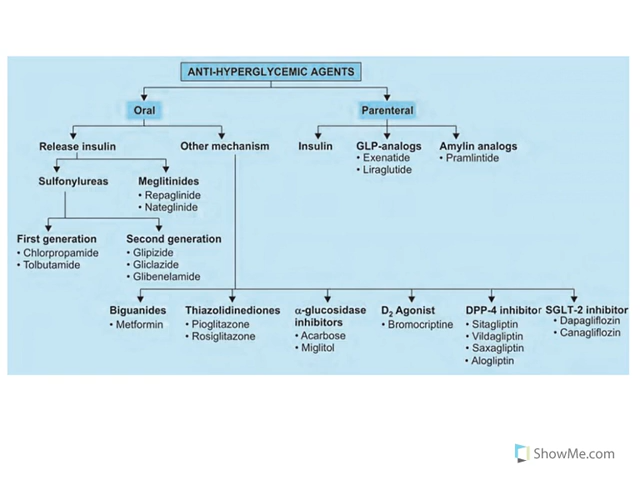 ANTI-HYPERGLYCEMIC AGENTS
Oral
Parenteral
Release insulin
Other mechanism
Insulin
GLP-analogs
• Exenatide
• Liraglutide
Amylin analogs
• Pramlintide
Sulfonylureas
Meglitinides
• Repaglinide
• Nateglinide
First generation
• Chlorpropamide
• Tolbutamide
Second generation
• Glipizide
• Gliclazide
• Glibenelamide
Biguanides
• Metformin
Thiazolidinediones
• Pioglitazone
• Rosiglitazone
α-glucosidase
inhibitors
• Acarbose
• Miglitol
D₂ Agonist
• Bromocriptine
DPP-4 inhibitor
• Sitagliptin
• Vildagliptin
• Saxagliptin
• Alogliptin
SGLT-2 inhibitor
• Dapagliflozin
• Canagliflozin
ShowMe.com